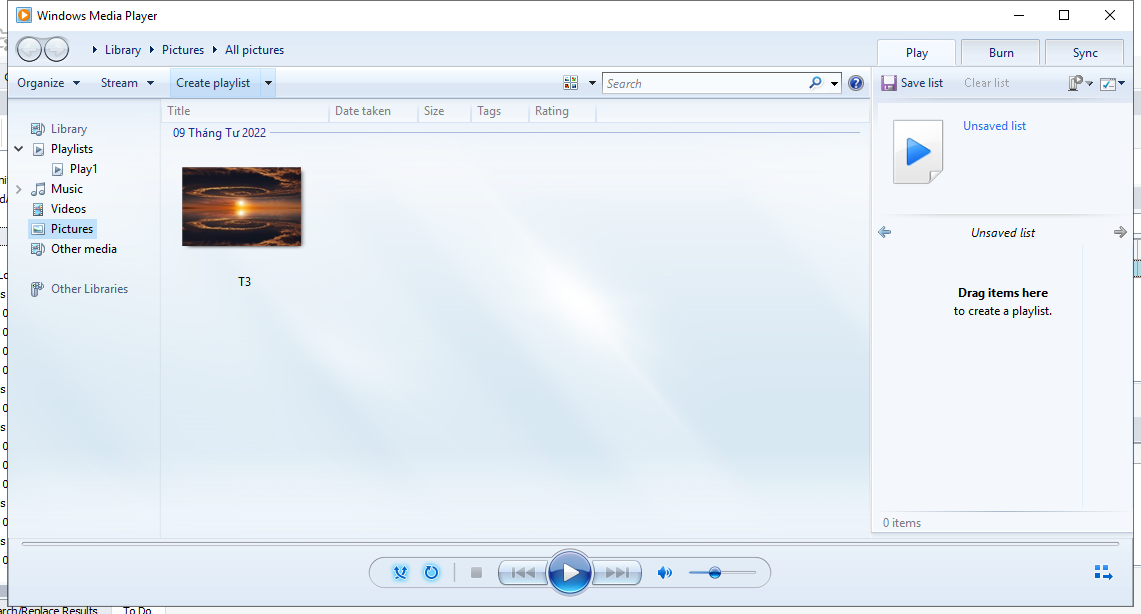 Windows Media Player
Library Pictures All pictures
Play Burn Sync
Organize Stream Create playlist Search Save list Clear list
Title Date taken Size Tags Rating
09 Tháng Tư 2022
Library
Playlists
Play1
Music
Videos
Pictures
Other media
Other Libraries
T3
Unsaved list
Unsaved list
Drag items here
to create a playlist.
0 items
arch/Replace Results To Do